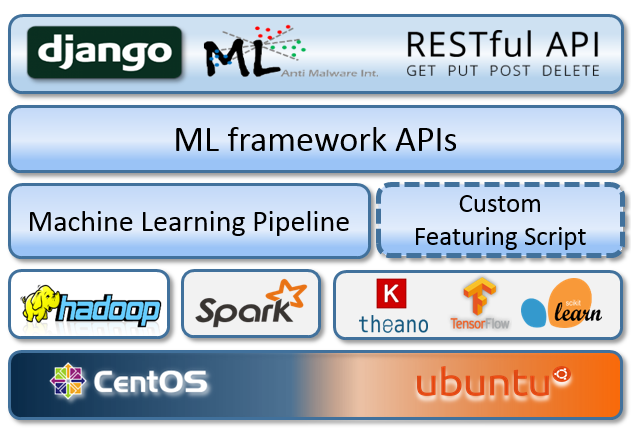 django
ML
Anti Malware Int.
RESTful API
GET PUT POST DELETE
ML framework APIs
Machine Learning Pipeline
Custom
Featuring Script
hadoop
Spark
K
theano
TensorFlow
scikit
learn
CentOS
ubuntu